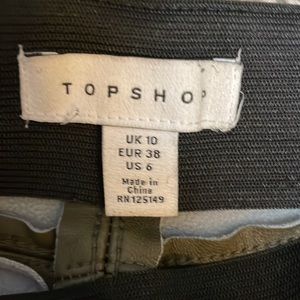 TOPSHOP
UK 10
EUR 38
US 6
Made in
China
RN125149